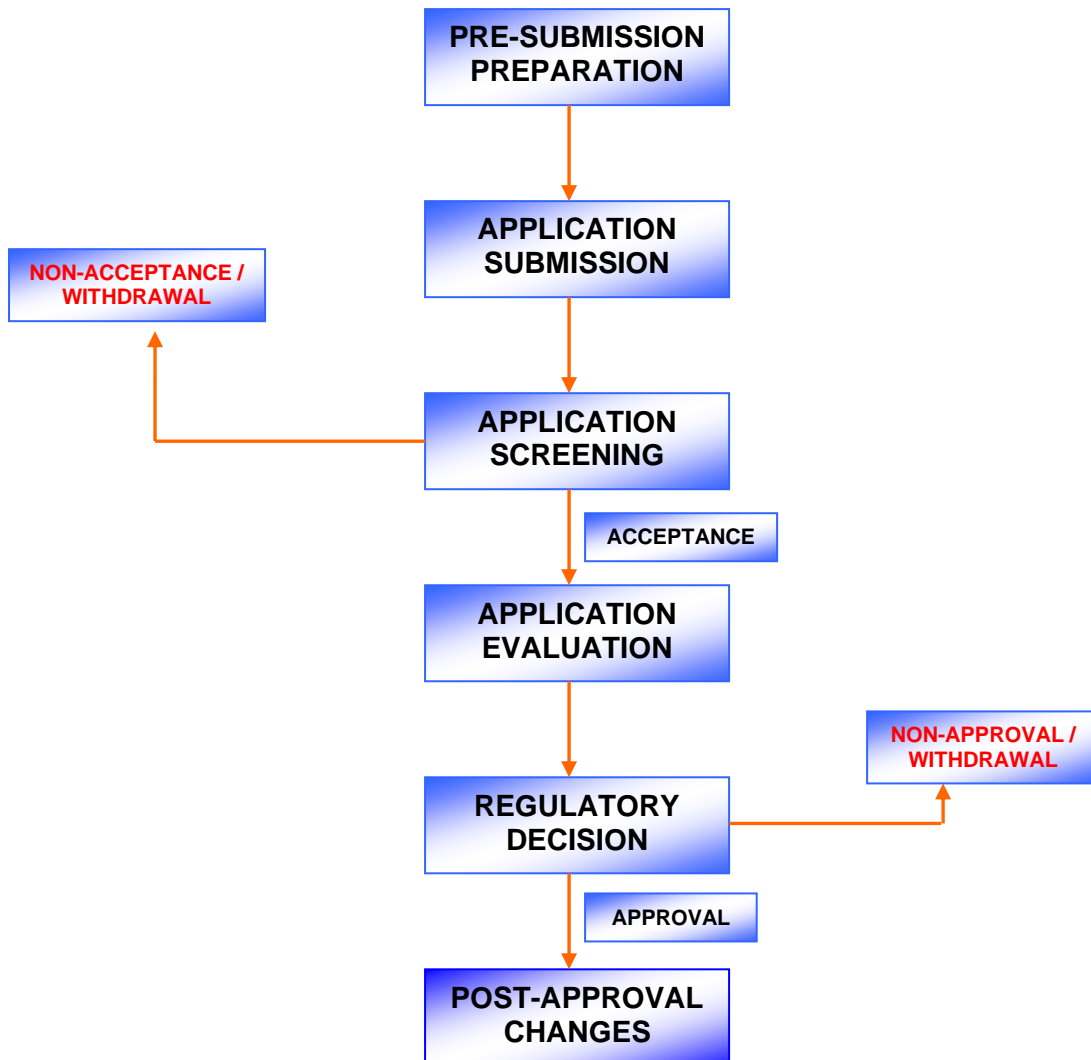 PRE-SUBMISSION
PREPARATION
APPLICATION
SUBMISSION
NON-ACCEPTANCE /
WITHDRAWAL
APPLICATION
SCREENING
ACCEPTANCE
APPLICATION
EVALUATION
NON-APPROVAL /
WITHDRAWAL
REGULATORY
DECISION
APPROVAL
POST-APPROVAL
CHANGES